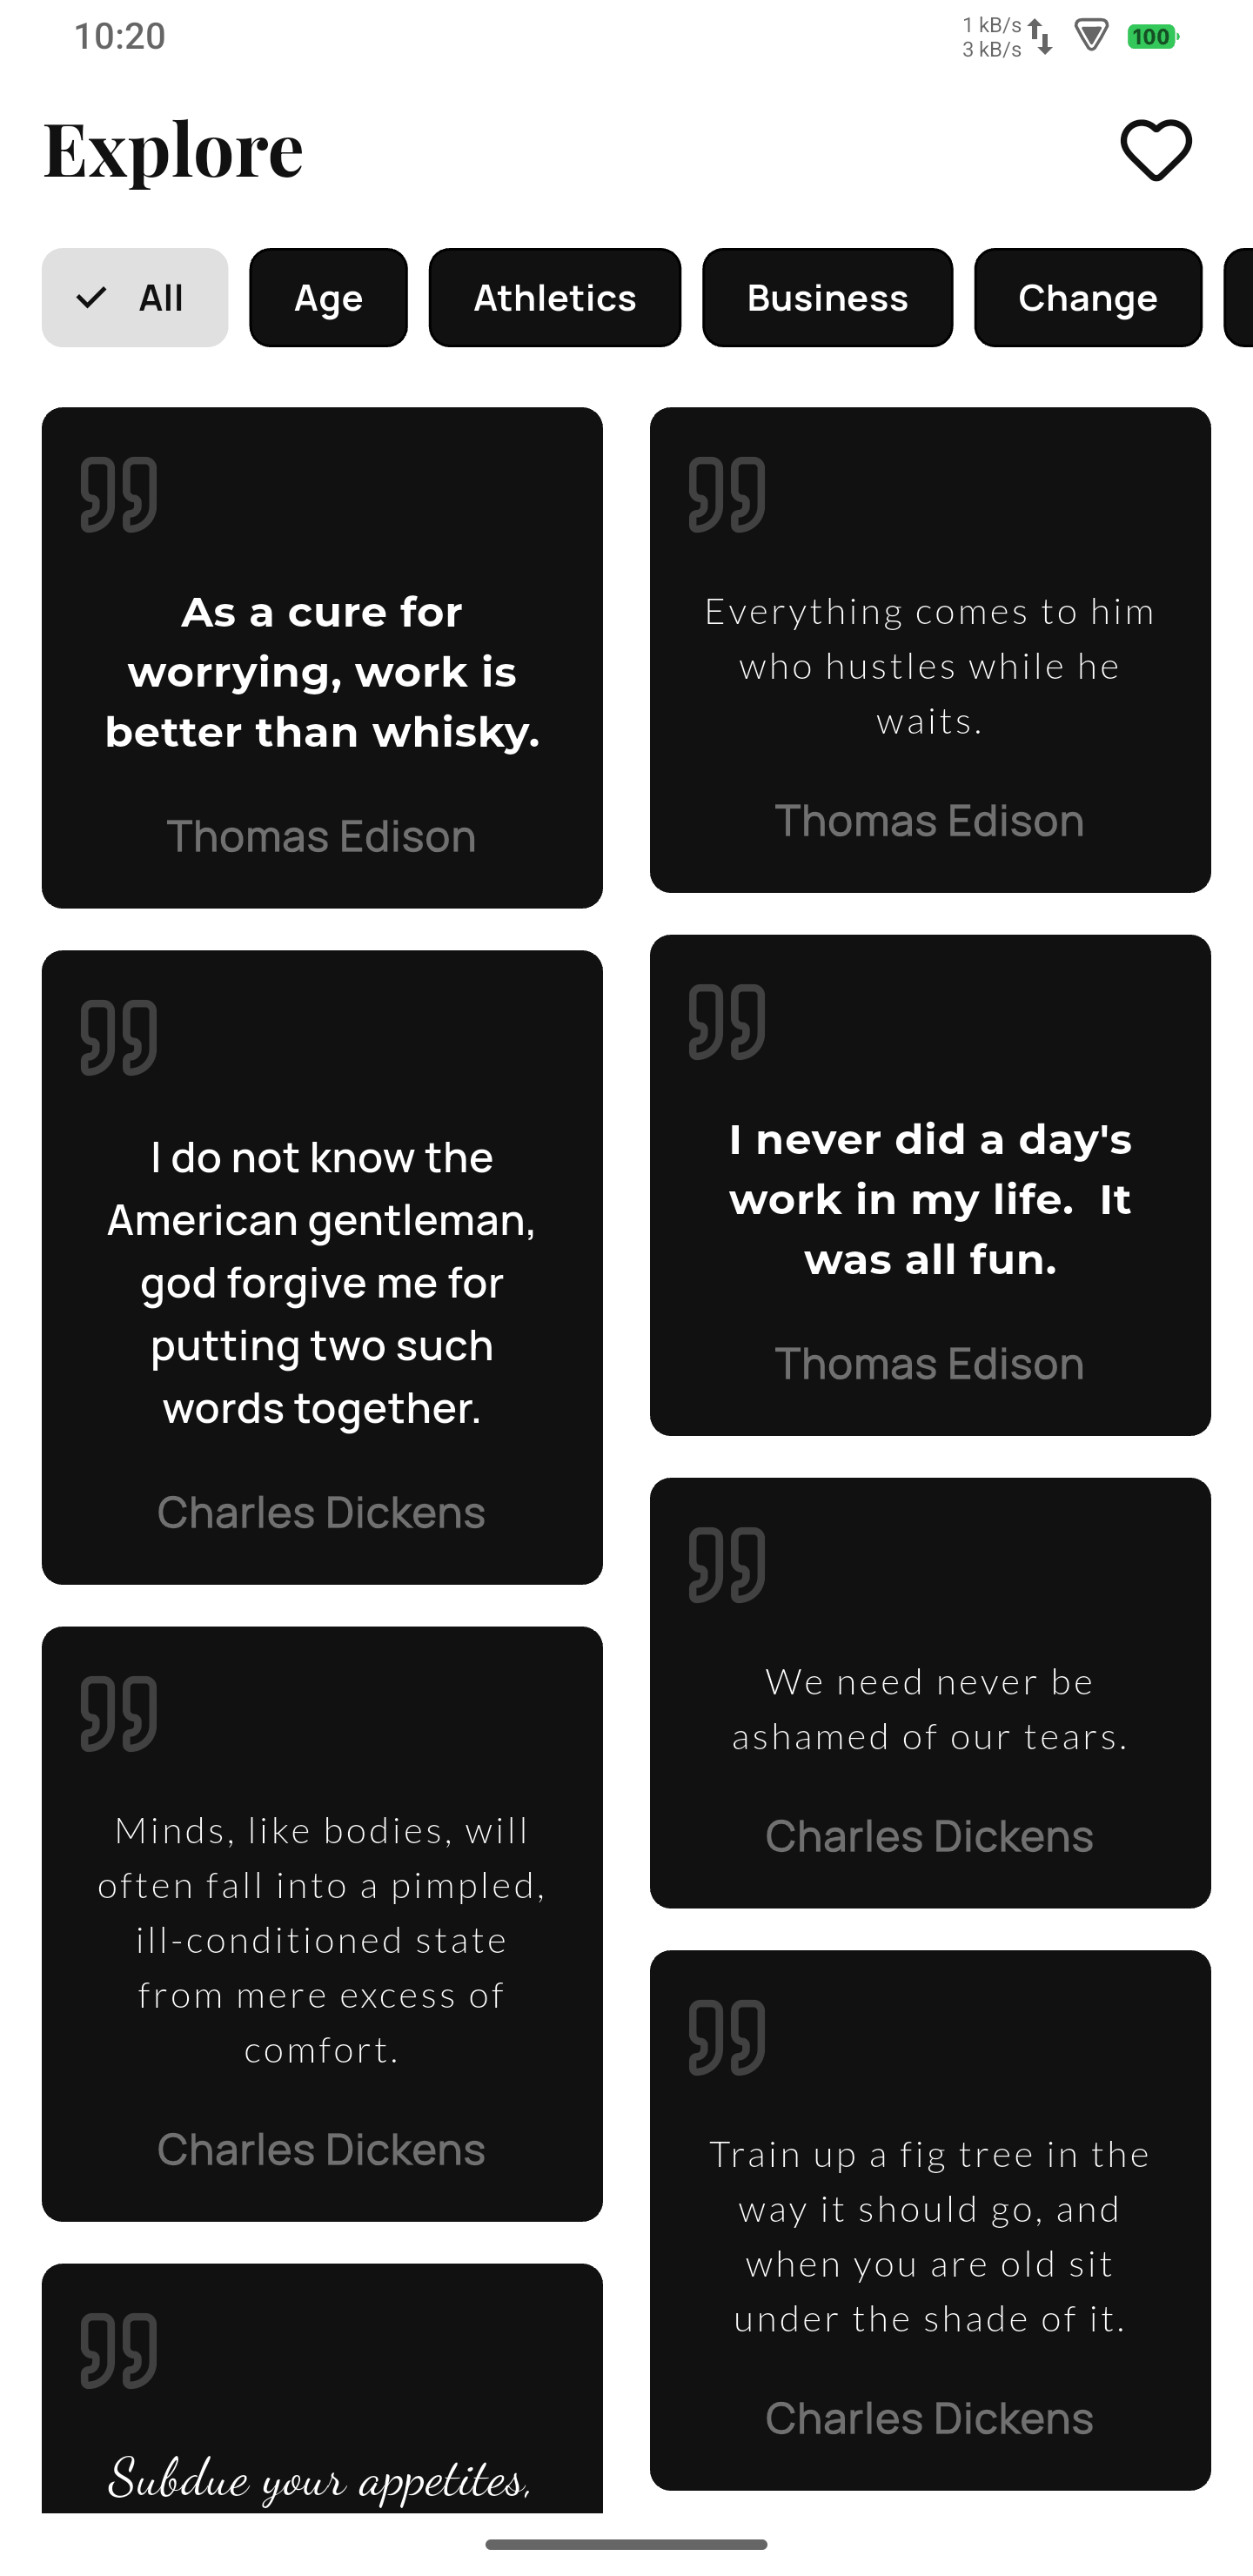 10:20
1 kB/s
3 kB/s
100
Explore
All
Age
Athletics
Business
Change
As a cure for
worrying, work is
better than whisky.
Thomas Edison
Everything comes to him
who hustles while he
waits.
Thomas Edison
I do not know the
American gentleman,
god forgive me for
putting two such
words together.
Charles Dickens
I never did a day's
work in my life.  It
was all fun.
Thomas Edison
Minds, like bodies, will
often fall into a pimpled,
ill-conditioned state
from mere excess of
comfort.
Charles Dickens
We need never be
ashamed of our tears.
Charles Dickens
Train up a fig tree in the
way it should go, and
when you are old sit
under the shade of it.
Charles Dickens
Subdue your appetites,